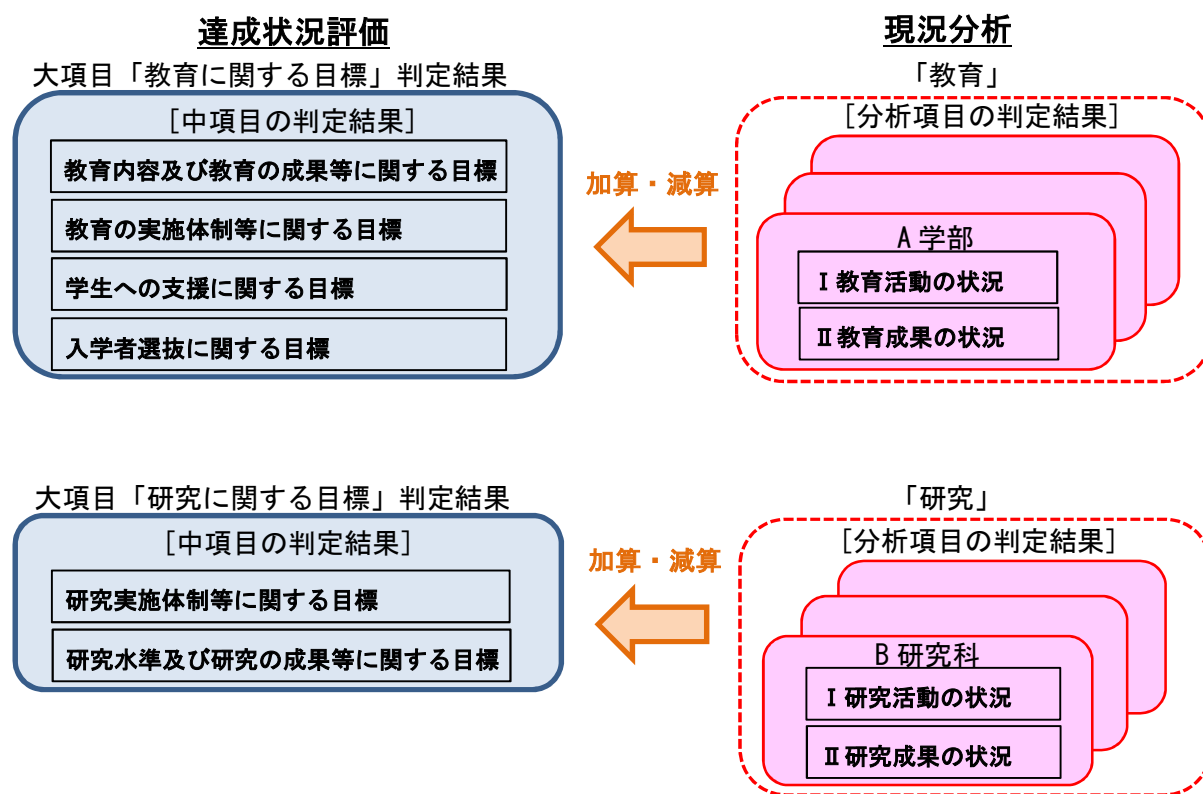 達成状況評価
大項目「教育に関する目標」判定結果
[中項目の判定結果]
教育内容及び教育の成果等に関する目標
教育の実施体制等に関する目標
学生への支援に関する目標
入学者選抜に関する目標
加算・減算
現況分析
「教育」
[分析項目の判定結果]
A学部
Ⅰ教育活動の状況
Ⅱ教育成果の状況
大項目「研究に関する目標」判定結果
[中項目の判定結果]
研究実施体制等に関する目標
研究水準及び研究の成果等に関する目標
加算・減算
「研究」
[分析項目の判定結果]
B研究科
Ⅰ研究活動の状況
Ⅱ研究成果の状況